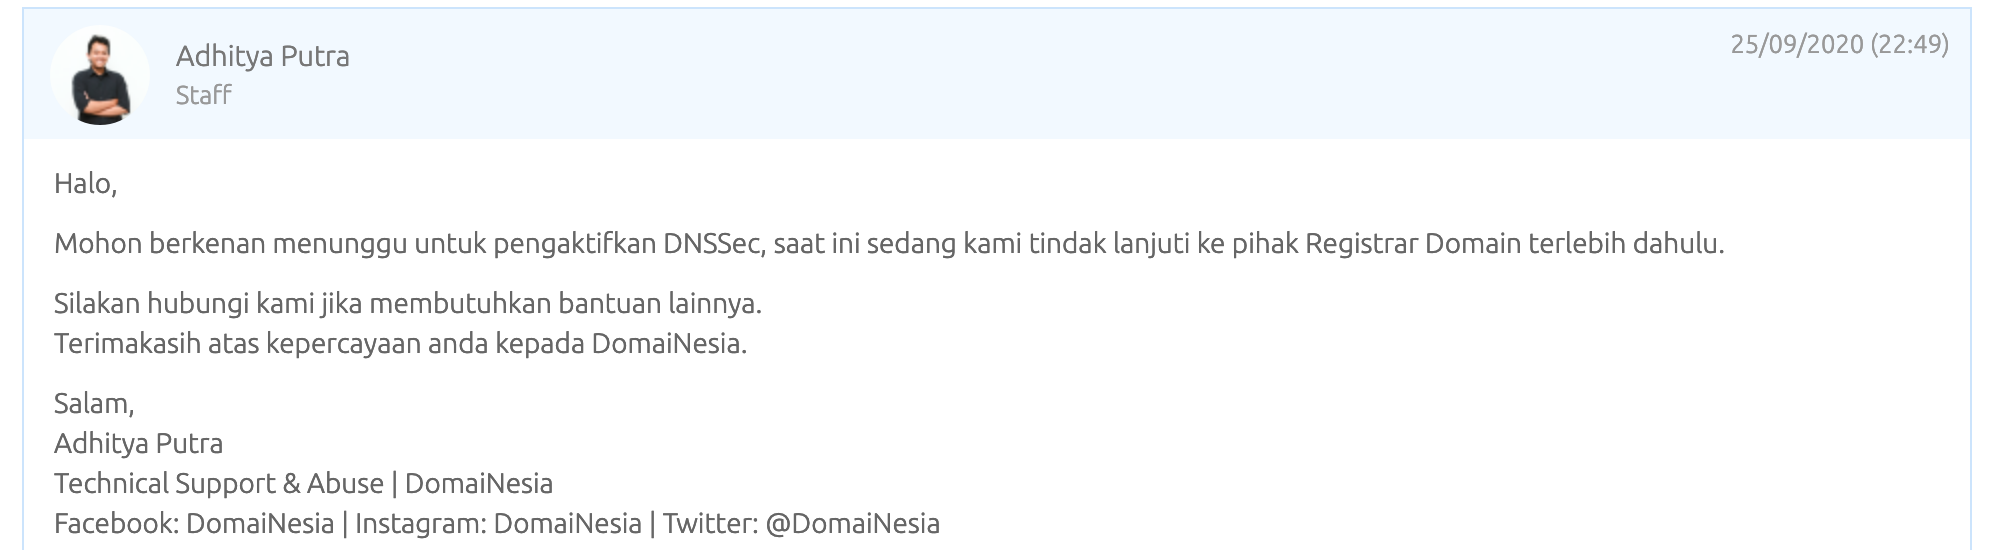 Adhitya Putra
25/09/2020 (22:49)
Staff
Halo,
Mohon berkenan menunggu untuk pengaktifkan DNSSec, saat ini sedang kami tindak lanjuti ke pihak Registrar Domain terlebih dahulu.
Silakan hubungi kami jika membutuhkan bantuan lainnya.
Terimakasih atas kepercayaan anda kepada DomaiNesia.
Salam,
Adhitya Putra
Technical Support & Abuse | DomaiNesia
Facebook: DomaiNesia | Instagram: DomaiNesia | Twitter: @DomaiNesia